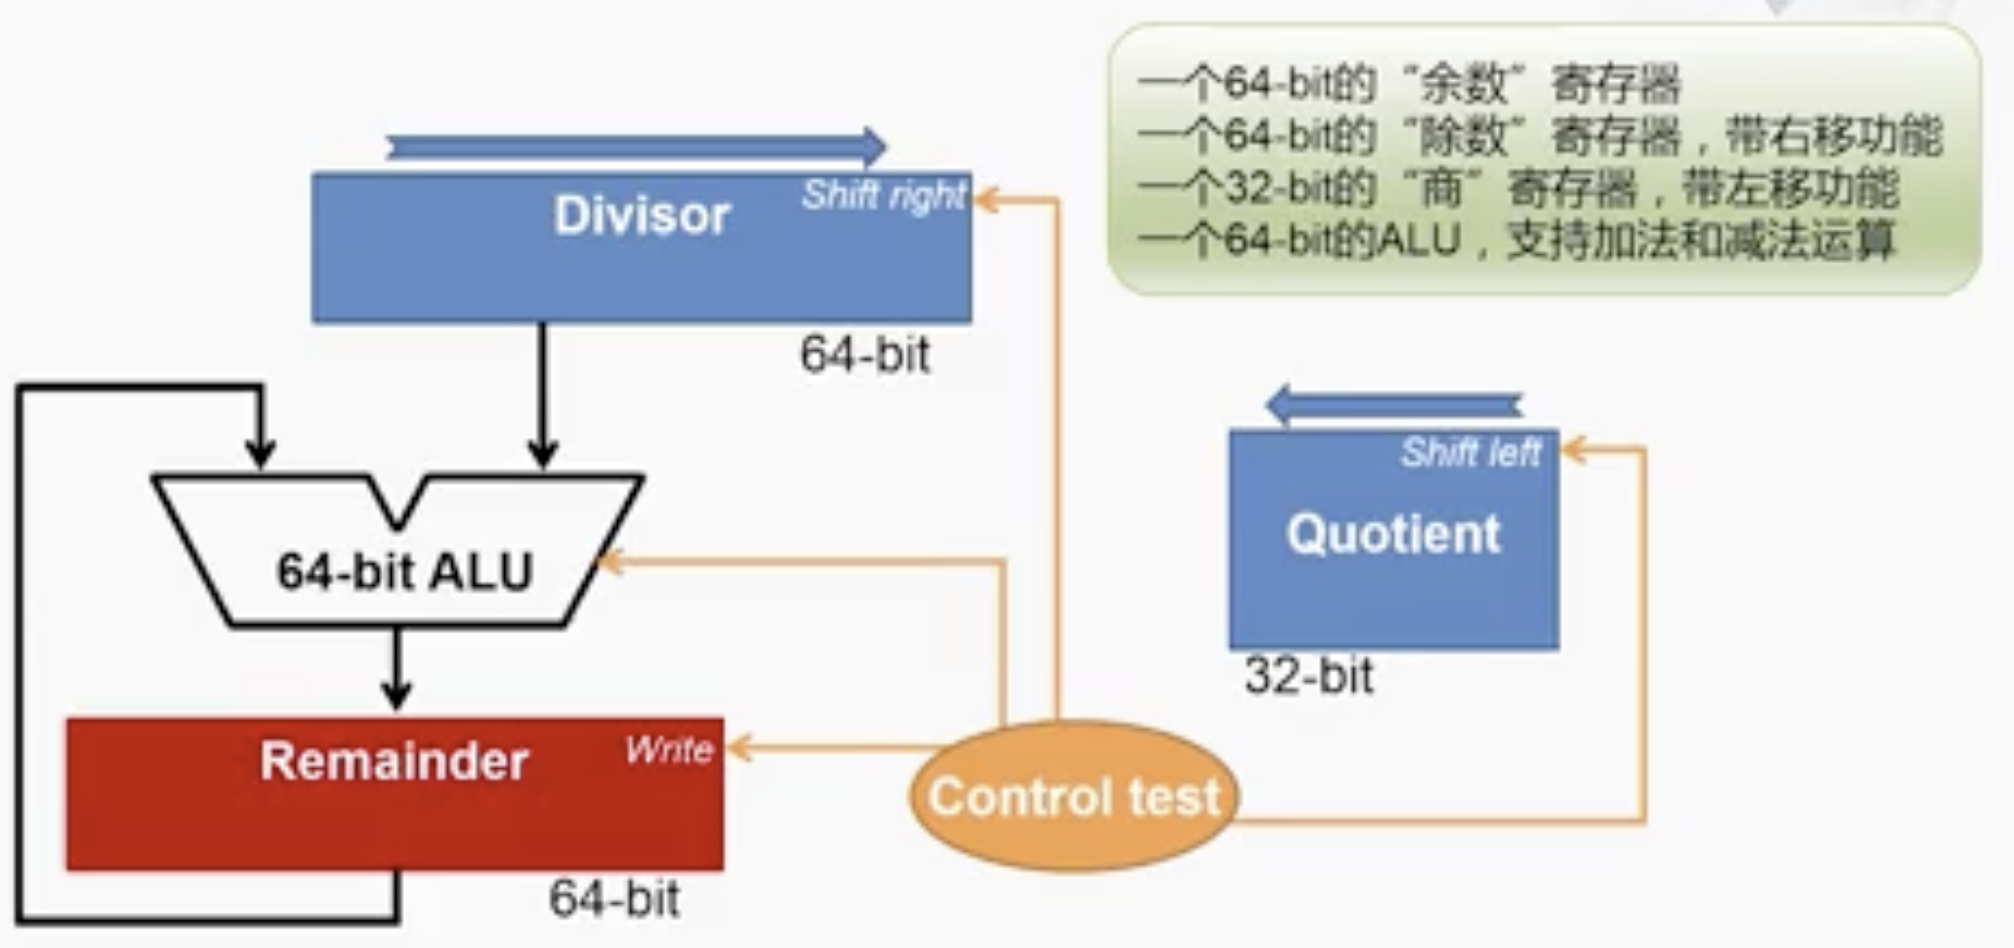 一个64-bit的“余数”寄存器
一个64-bit的“除数”寄存器，带右移功能
一个32-bit的“商”寄存器，带左移功能
一个64-bit的ALU，支持加法和减法运算
Shift right
Divisor
64-bit
Shift left
Quotient
32-bit
64-bit ALU
Remainder
Write
64-bit
Control test